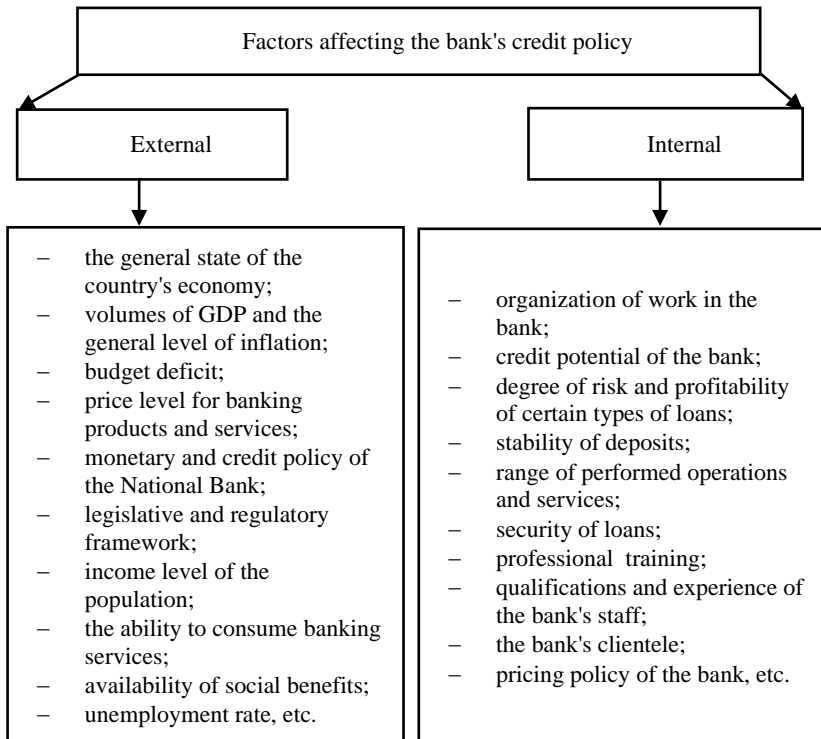 Factors affecting the bank's credit policy
External
Internal
– the general state of the
country's economy;
– volumes of GDP and the
general level of inflation;
– budget deficit;
– price level for banking
products and services;
– monetary and credit policy of
the National Bank;
– legislative and regulatory
framework;
– income level of the
population;
– the ability to consume banking
services;
– availability of social benefits;
– unemployment rate, etc.
– organization of work in the
bank;
– credit potential of the bank;
– degree of risk and profitability
of certain types of loans;
– stability of deposits;
– range of performed operations
and services;
– security of loans;
– professional training;
– qualifications and experience of
the bank's staff;
– the bank's clientele;
– pricing policy of the bank, etc.